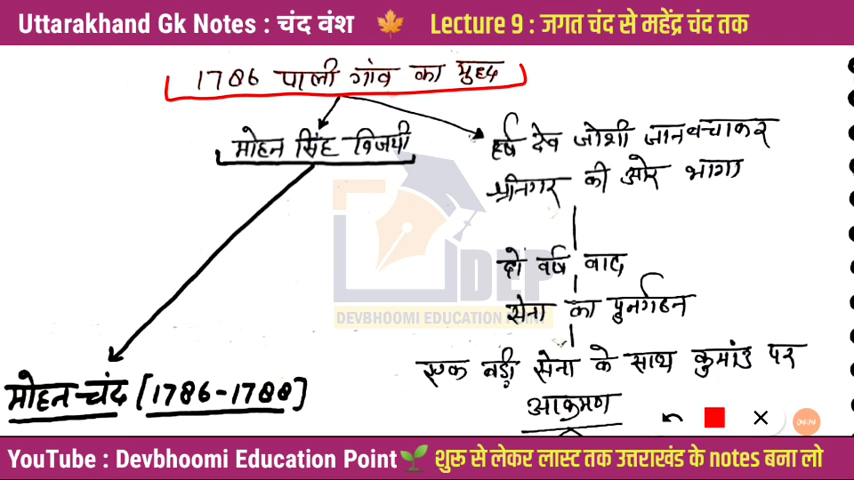 Uttarakhand Gk Notes : चंद वंश 🍁 Lecture 9 : जगत चंद से महेंद्र चंद तक
1786 पाली गांव का युद्ध
मोहन सिंह विजयी
हर्ष देव जोशी जान बचाकर
श्रीनगर की ओर भागा
दो वर्ष बाद
सेना का पुनर्गठन
एक बड़ी सेना के साथ कुमांऊ पर
आक्रमण
मोहन-चंद [1786-1788]
DEP
DEVBHOOMI EDUCATION POINT
YouTube : Devbhoomi Education Point🌱 शुरू से लेकर लास्ट तक उत्तराखंड के notes बना लो